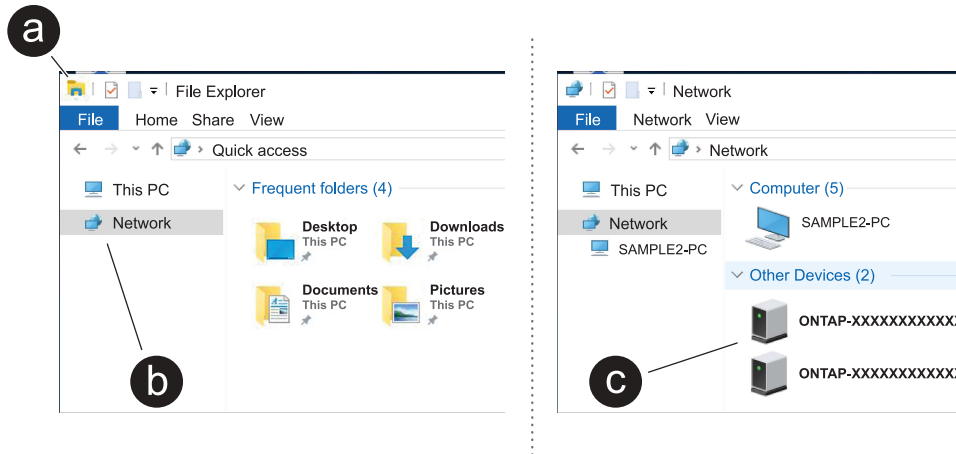 a
File Explorer
File Home Share View
Quick access
This PC
Network
Frequent folders (4)
Desktop
This PC
Downloads
This PC
Documents
This PC
Pictures
This PC
b
Network
File Network View
Network
This PC
Network
SAMPLE2-PC
Computer (5)
SAMPLE2-PC
Other Devices (2)
ONTAP-XXXXXXXXXXX
ONTAP-XXXXXXXXXXX
c